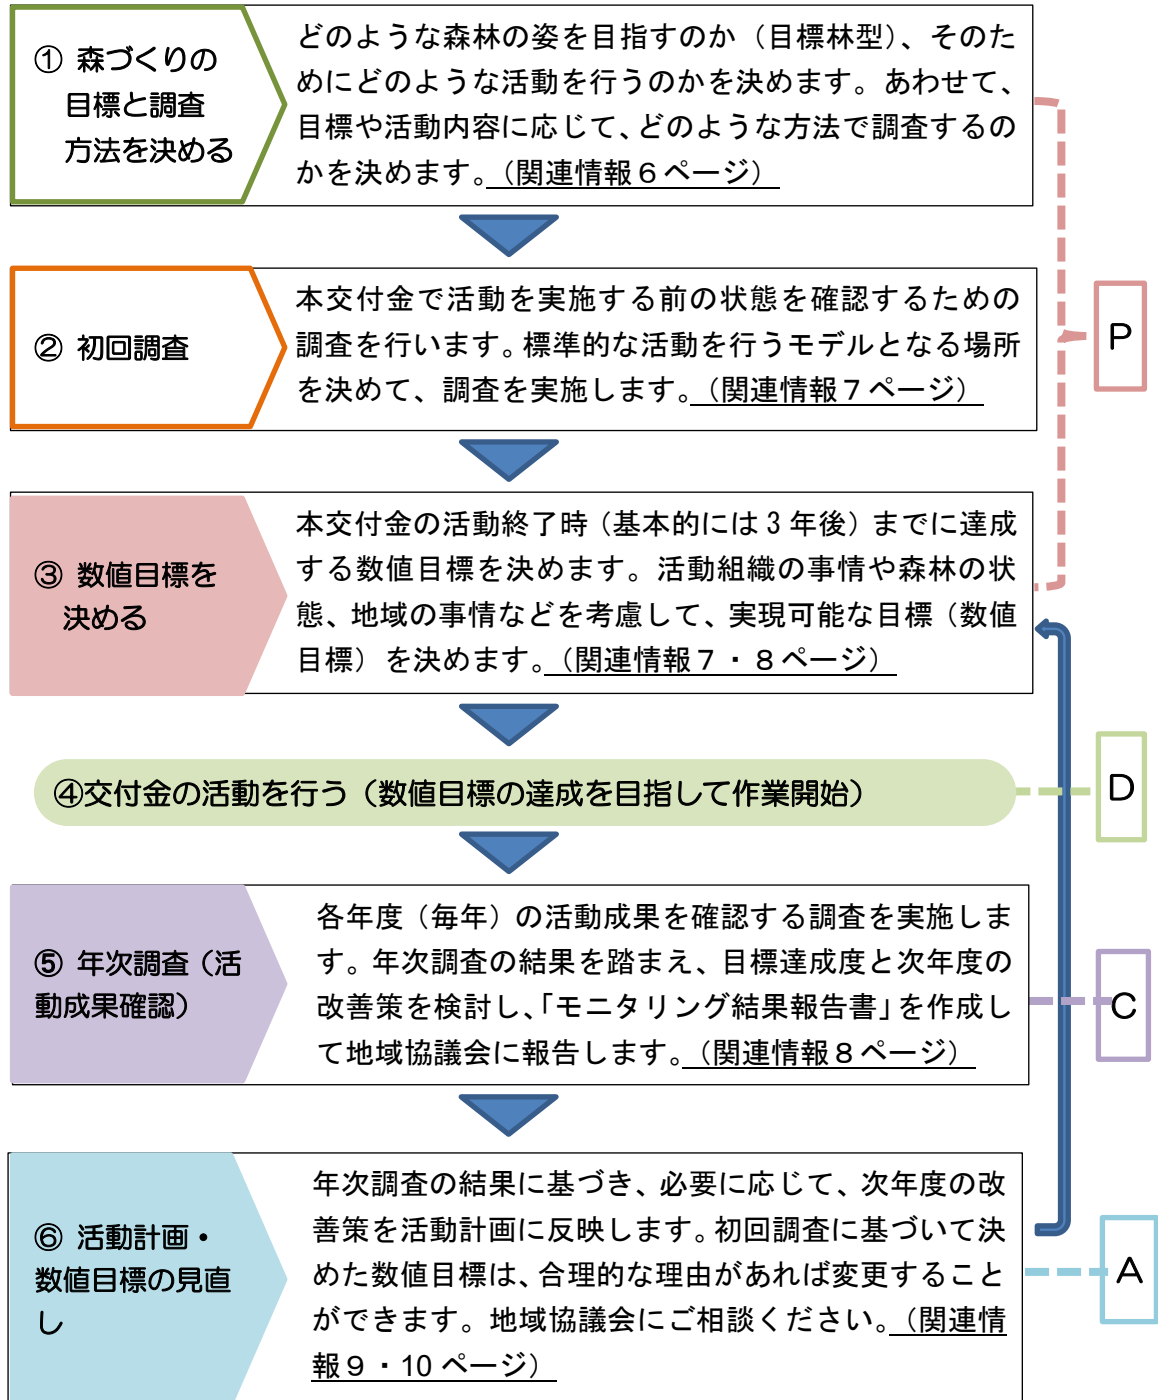 ① 森づくりの
目標と調査
方法を決める
どのような森林の姿を目指すのか（目標林型）、そのた
めにどのような活動を行うのかを決めます。あわせて、
目標や活動内容に応じて、どのような方法で調査するの
かを決めます。（関連情報６ページ）
② 初回調査
本交付金で活動を実施する前の状態を確認するための
調査を行います。標準的な活動を行うモデルとなる場所
を決めて、調査を実施します。（関連情報７ページ）
P
③ 数値目標を
決める
本交付金の活動終了時（基本的には３年後）までに達成
する数値目標を決めます。活動組織の事情や森林の状
態、地域の事情などを考慮して、実現可能な目標（数値
目標）を決めます。（関連情報７・８ページ）
④交付金の活動を行う（数値目標の達成を目指して作業開始）
D
⑤ 年次調査（活
動成果確認）
各年度（毎年）の活動成果を確認する調査を実施しま
す。年次調査の結果を踏まえ、目標達成度と次年度の
改善策を検討し、「モニタリング結果報告書」を作成し
て地域協議会に報告します。（関連情報８ページ）
C
⑥ 活動計画・
数値目標の見直
し
年次調査の結果に基づき、必要に応じて、次年度の改
善策を活動計画に反映します。初回調査に基づいて決
めた数値目標は、合理的な理由があれば変更すること
ができます。地域協議会にご相談ください。（関連情
報９・10 ページ）
A